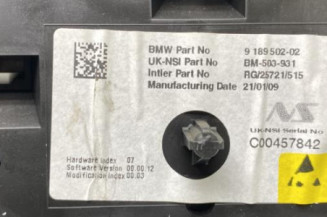 BMW Part No 9 189 502-02
UK-NSI Part No BM-503-931
Intier Part No RG/25721/515
Manufacturing Date 21/01/09
UK-NSI Serial No
C00457842
Hardware index 07
Software Version 00.00.12
Modification index 00.03